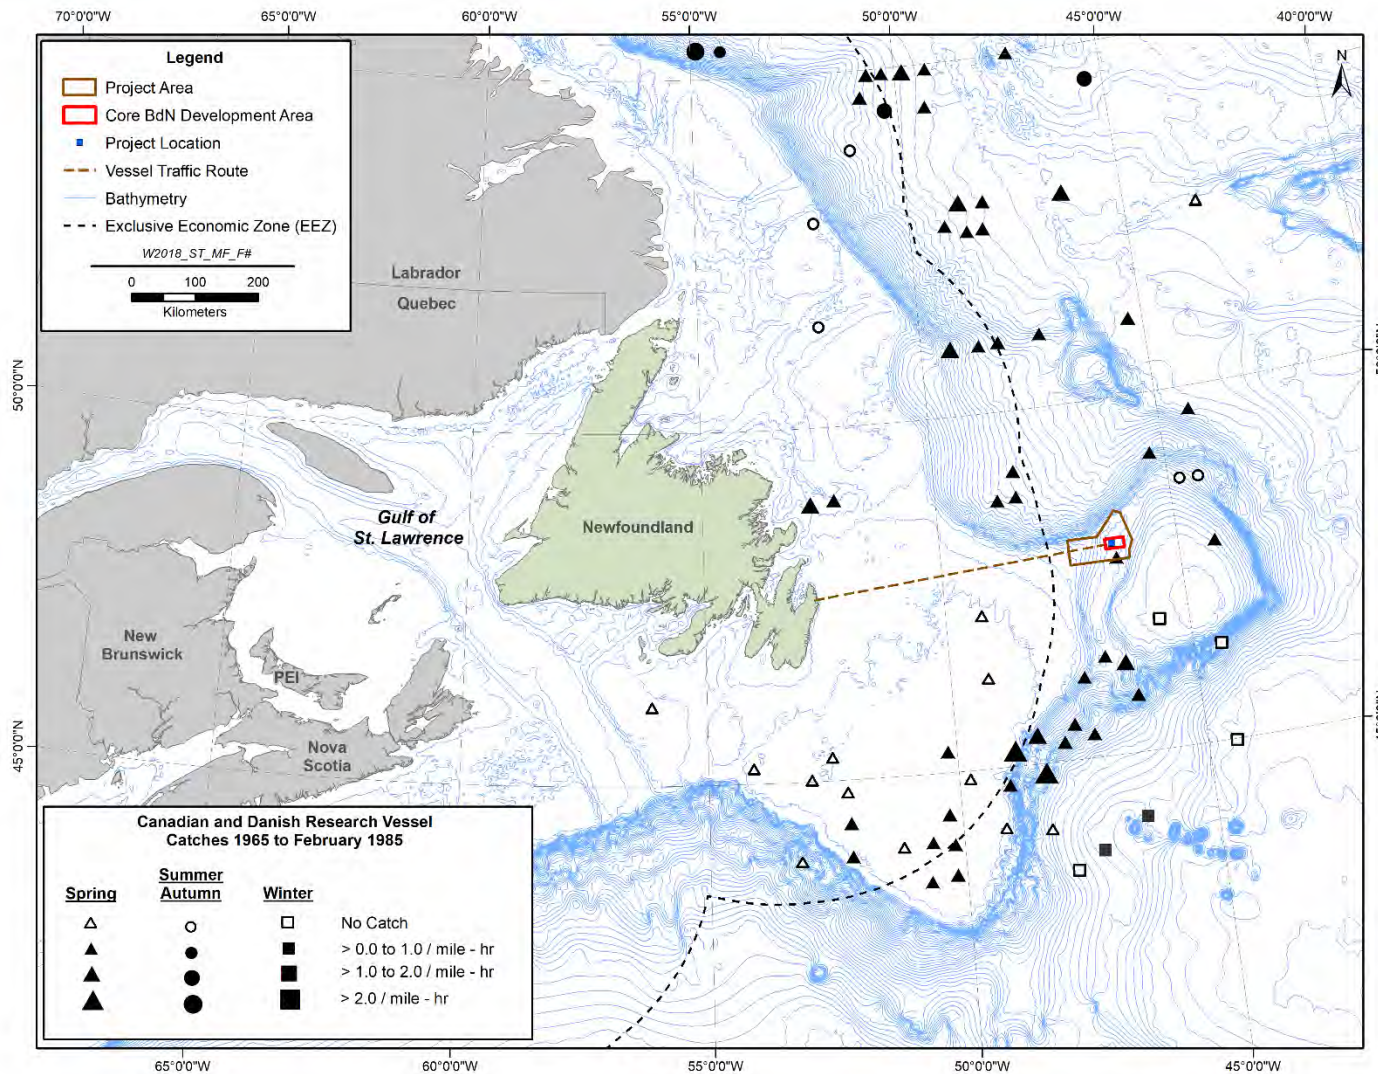 70°0'0"W 65°0'0"W 60°0'0"W 55°0'0"W 50°0'0"W 45°0'0"W 40°0'0"W
Legend
Project Area
Core BdN Development Area
Project Location
Vessel Traffic Route
Bathymetry
Exclusive Economic Zone (EEZ)
W2018_ST_MF_F#
0 100 200
Kilometers
N
Labrador
Quebec
50°0'0"N
Gulf of
St. Lawrence
Newfoundland
New
Brunswick
PEI
Nova
Scotia
45°0'0"N
Canadian and Danish Research Vessel
Catches 1965 to February 1985
Spring Summer Autumn Winter
No Catch
> 0.0 to 1.0 / mile - hr
> 1.0 to 2.0 / mile - hr
> 2.0 / mile - hr
65°0'0"W 60°0'0"W 55°0'0"W 50°0'0"W 45°0'0"W